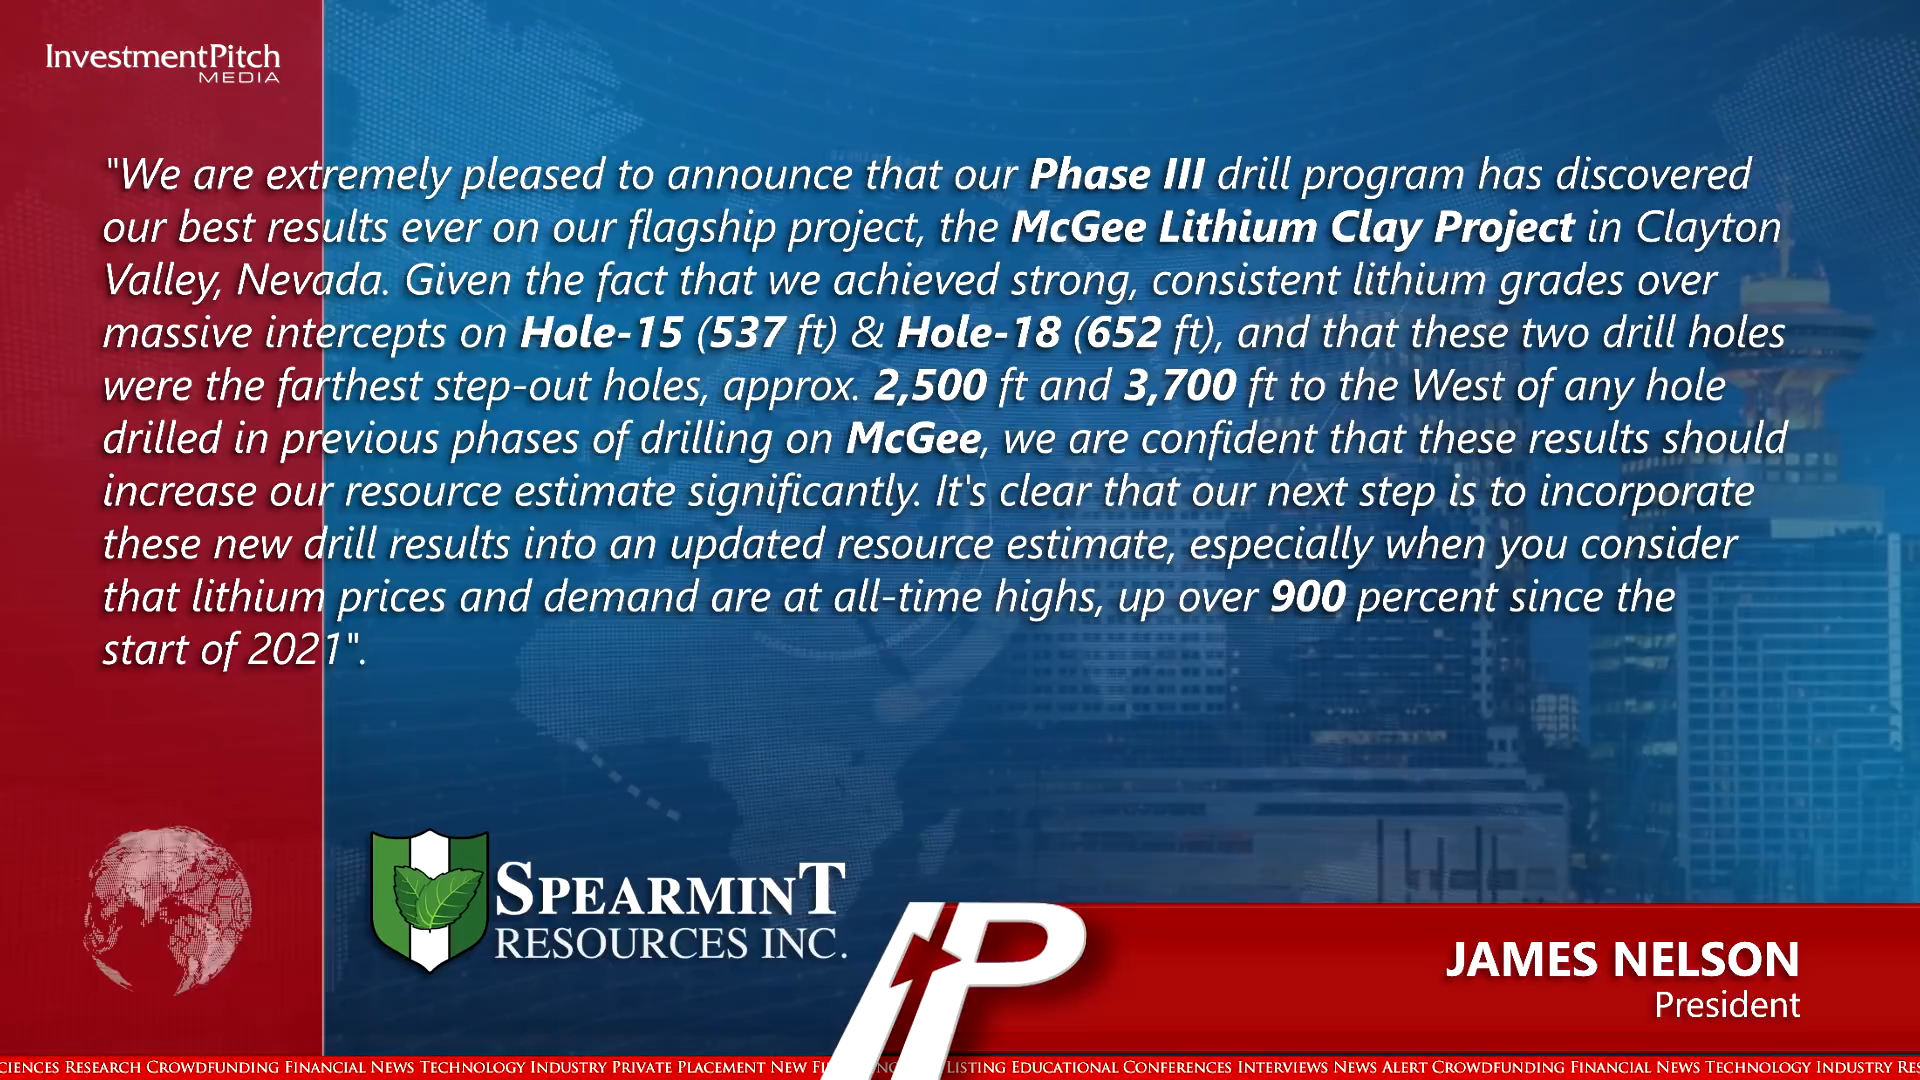 InvestmentPitch
MEDIA
"We are extremely pleased to announce that our Phase III drill program has discovered
our best results ever on our flagship project, the McGee Lithium Clay Project in Clayton
Valley, Nevada. Given the fact that we achieved strong, consistent lithium grades over
massive intercepts on Hole-15 (537 ft) & Hole-18 (652 ft), and that these two drill holes
were the farthest step-out holes, approx. 2,500 ft and 3,700 ft to the West of any hole
drilled in previous phases of drilling on McGee, we are confident that these results should
increase our resource estimate significantly. It's clear that our next step is to incorporate
these new drill results into an updated resource estimate, especially when you consider
that lithium prices and demand are at all-time highs, up over 900 percent since the
start of 2021".
SPEARMINT
RESOURCES INC.
IP
JAMES NELSON
President
RESEARCH CROWDFUNDING FINANCIAL NEWS TECHNOLOGY INDUSTRY PRIVATE PLACEMENT NEW LISTING EDUCATIONAL CONFERENCES INTERVIEWS NEWS ALERT CROWDFUNDING FINANCIAL NEWS TECHNOLOGY INDUSTRY